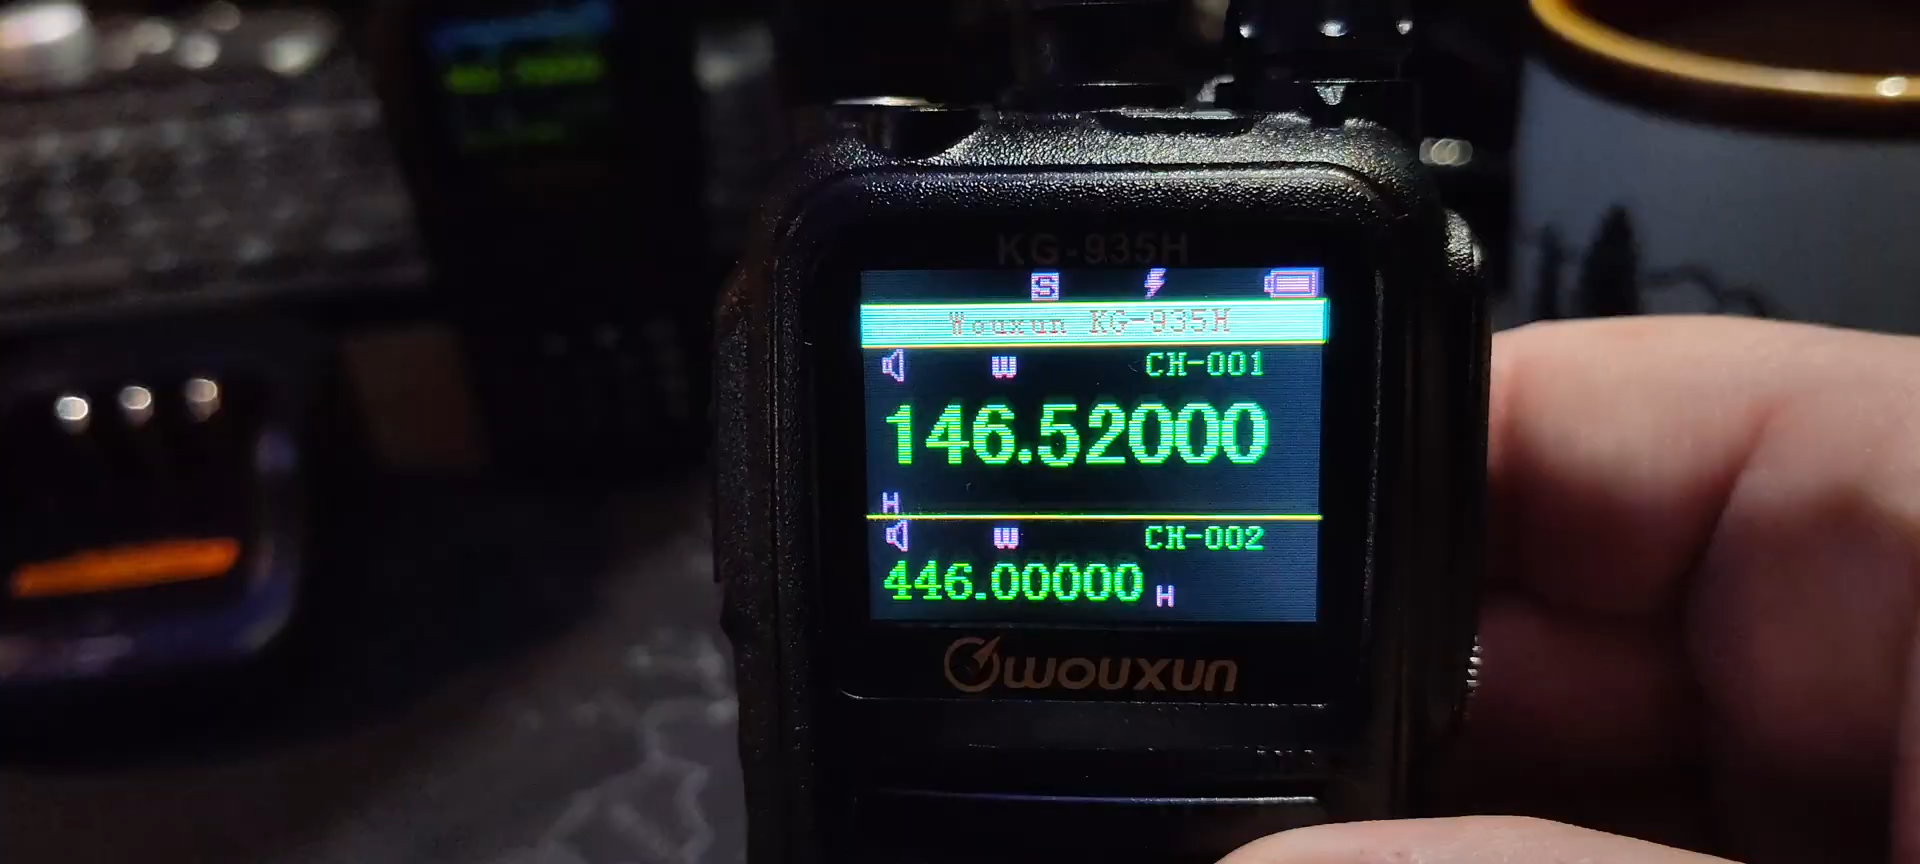 KG-935H
S
Wouxun KG-935H
W CH-001
146.52000
H
W CH-002
446.00000 H
wouxun